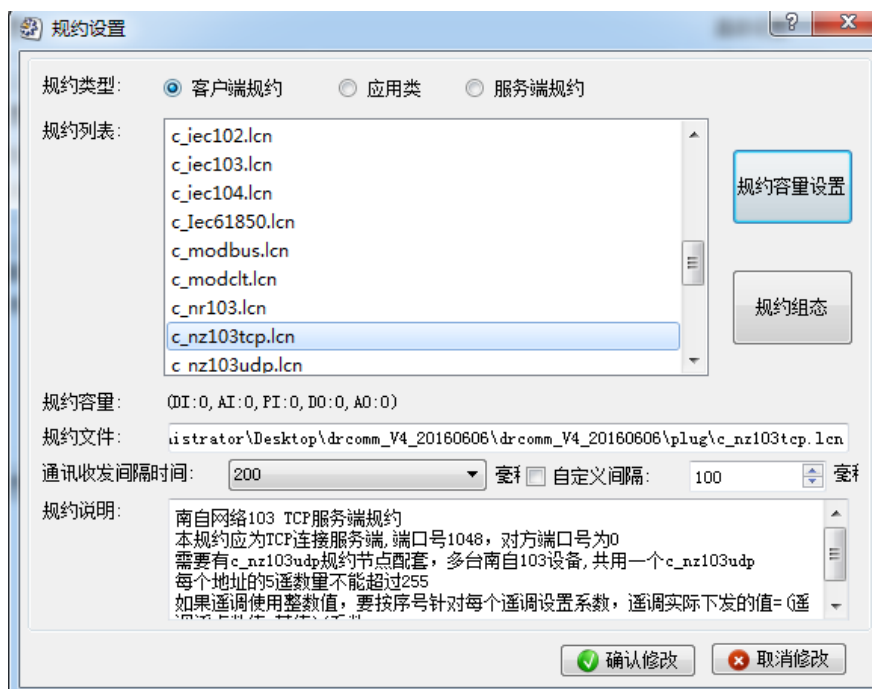 规约设置
规约类型: 客户端规约 应用类 服务端规约
规约列表:
c_iec102.lcn
c_iec103.lcn
c_iec104.lcn
c_Iec61850.lcn
c_modbus.lcn
c_modclt.lcn
c_nr103.lcn
c_nz103tcp.lcn
c_nz103udp.lcn
规约容里设置
规约组态
规约容量: (DI:0, AI:0, PI:0, DO:0, AO:0)
规约文件: istrator\Desktop\drcomm_V4_20160606\drcomm_V4_20160606\plug\c_nz103tcp.lcn
通讯收发间隔时间: 200 毫秒 自定义间隔: 100 毫秒
规约说明:
南自网络103 TCP服务端规约
本规约应为TCP连接服务端,端口号1048，对方端口号为0
需要有c_nz103udp规约节点配套，多台南自103设备,共用一个c_nz103udp
每个地址的5遥数量不能超过255
如果遥调使用整数值，要按序号针对每个遥调设置系数，遥调实际下发的值=(遥
确认修改 取消修改